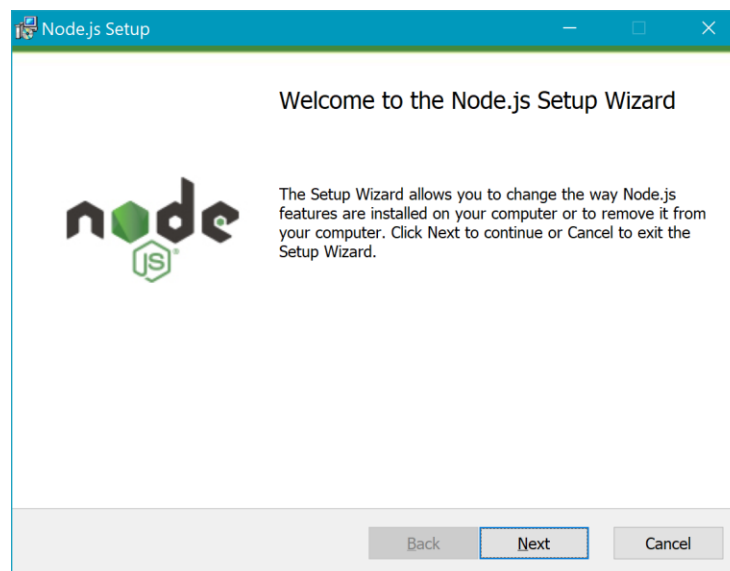 Node.js Setup
Welcome to the Node.js Setup Wizard
node
JS
The Setup Wizard allows you to change the way Node.js
features are installed on your computer or to remove it from
your computer. Click Next to continue or Cancel to exit the
Setup Wizard.
Back Next Cancel